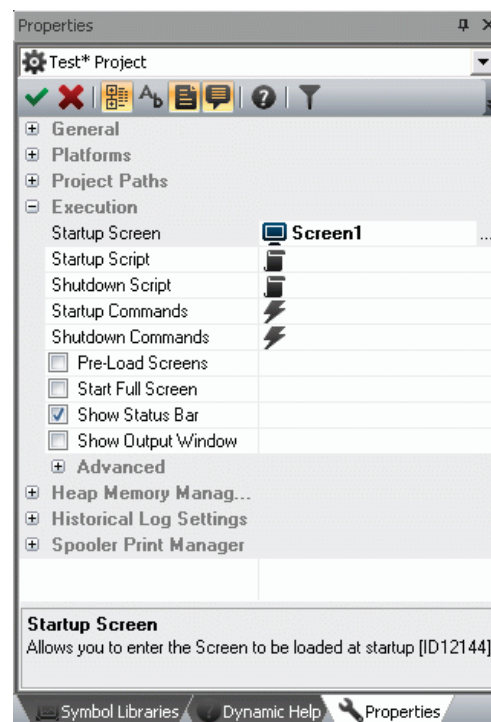 Properties
Test* Project
General
Platforms
Project Paths
Execution
Startup Screen Screen1 ...
Startup Script
Shutdown Script
Startup Commands
Shutdown Commands
Pre-Load Screens
Start Full Screen
Show Status Bar
Show Output Window
Advanced
Heap Memory Manag...
Historical Log Settings
Spooler Print Manager
Startup Screen
Allows you to enter the Screen to be loaded at startup [ID12144]
Symbol Libraries Dynamic Help Properties